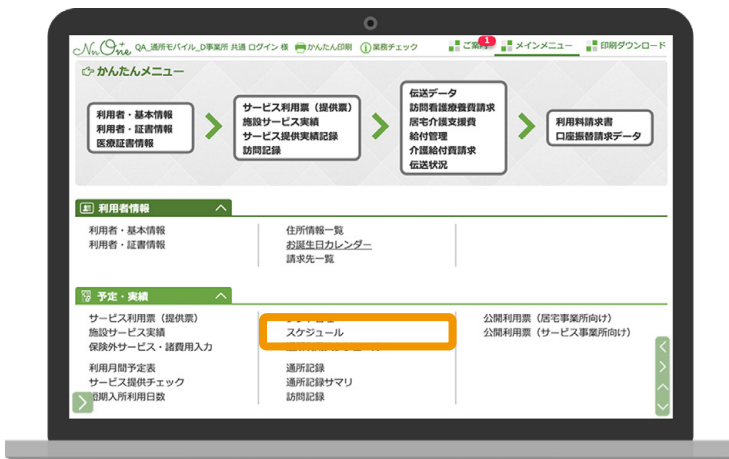 NnOne QA_通所モバイル_D事業所 共通 ログイン 様 かんたん印刷 業務チェック 1 メインメニュー 印刷ダウンロード
かんたんメニュー
利用者・基本情報
利用者・証書情報
医療証書情報
サービス利用票（提供票）
施設サービス実績
サービス提供実績記録
訪問記録
伝送データ
訪問看護療養費請求
居宅介護支援費
給付管理
介護給付費請求
伝送状況
利用料請求書
口座振替請求データ
利用者情報
利用者・基本情報
利用者・証書情報
住所情報一覧
お誕生日カレンダー
請求先一覧
予定・実績
サービス利用票（提供票）
施設サービス実績
保険外サービス・諸費用入力
利用月間予定表
サービス提供チェック
期入所利用日数
スケジュール
通所記録
通所記録サマリ
訪問記録
公開利用票（居宅事業所向け）
公開利用票（サービス事業所向け）